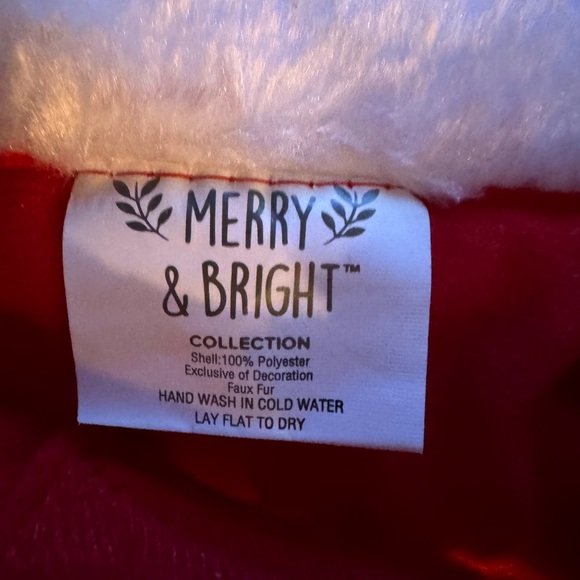 MERRY
& BRIGHT™
COLLECTION
Shell:100% Polyester
Exclusive of Decoration
Faux Fur
HAND WASH IN COLD WATER
LAY FLAT TO DRY